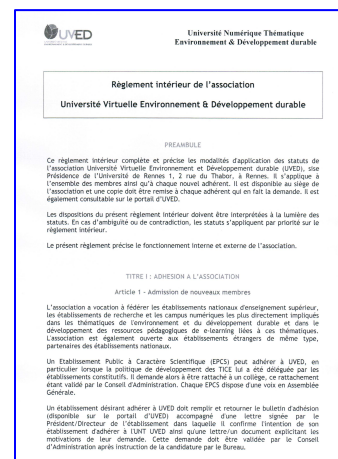 UVED
Université Numérique Thématique
Environnement & Développement durable
Règlement intérieur de l'association
Université Virtuelle Environnement & Développement durable
PREAMBULE
Ce règlement intérieur complète et précise les modalités d'application des statuts de
l'association Université Virtuelle Environnement et Développement durable (UVED), sise
Présidence de l'Université de Rennes 1, 2 rue du Thabor, à Rennes. Il s'applique à
l'ensemble des membres ainsi qu'à chaque nouvel adhérent. Il est disponible au siège de
l'association et une copie doit être remise à chaque adhérent qui en fait la demande. Il est
également consultable sur le portail d'UVED.
Les dispositions du présent règlement intérieur doivent être interprétées à la lumière des
statuts. En cas d'ambiguïté ou de contradiction, les statuts s'appliquent par priorité sur le
règlement intérieur.
Le présent règlement précise le fonctionnement interne et externe de l'association.
TITRE I : ADHESION A L'ASSOCIATION
Article 1 - Admission de nouveaux membres
L'association a vocation à fédérer les établissements nationaux d'enseignement supérieur,
les établissements de recherche et les campus numériques les plus directement impliqués
dans les thématiques de l'environnement et du développement durable et dans le
développement des ressources pédagogiques de e-learning liées à ces thématiques.
L'association est également ouverte aux établissements étrangers de même type,
partenaires des établissements nationaux.
Un Etablissement Public à Caractère Scientifique (EPCS) peut adhérer à UVED, en
particulier lorsque la politique de développement des TICE lui a été déléguée par les
établissements constitutifs. Il demande alors à être rattaché à un collège, ce rattachement
étant validé par le Conseil d'Administration. Chaque EPCS dispose d'une voix en Assemblée
Générale.
Un établissement désirant adhérer à UVED doit remplir et retourner le bulletin d'adhésion
(disponible sur le portail d'UVED) accompagné d'une lettre signée par le
Président/Directeur de l'établissement dans laquelle il confirme l'intention de son
établissement d'adhérer à l'UNT UVED ainsi qu'une lettre/un document explicitant les
motivations de leur demande. Cette demande doit être validée par le Conseil
d'Administration après instruction de la candidature par le Bureau.